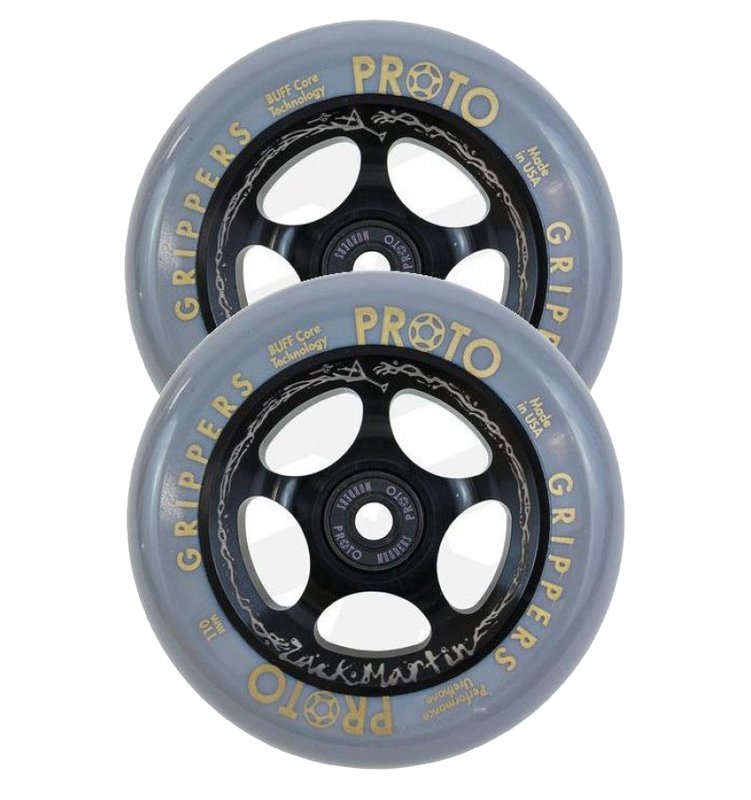 PROTO
BUFF Core
Technology
Made
in USA
GRIPPERS
GRIP
PROTO
MURDERS
PROTO
BUFF Core
Technology
Made
in USA
GRIPPERS
GRIPPERS
PROTO
MURDERS
PROTO
110
mm
Zack Martin
Performance
Urethane
PROTO